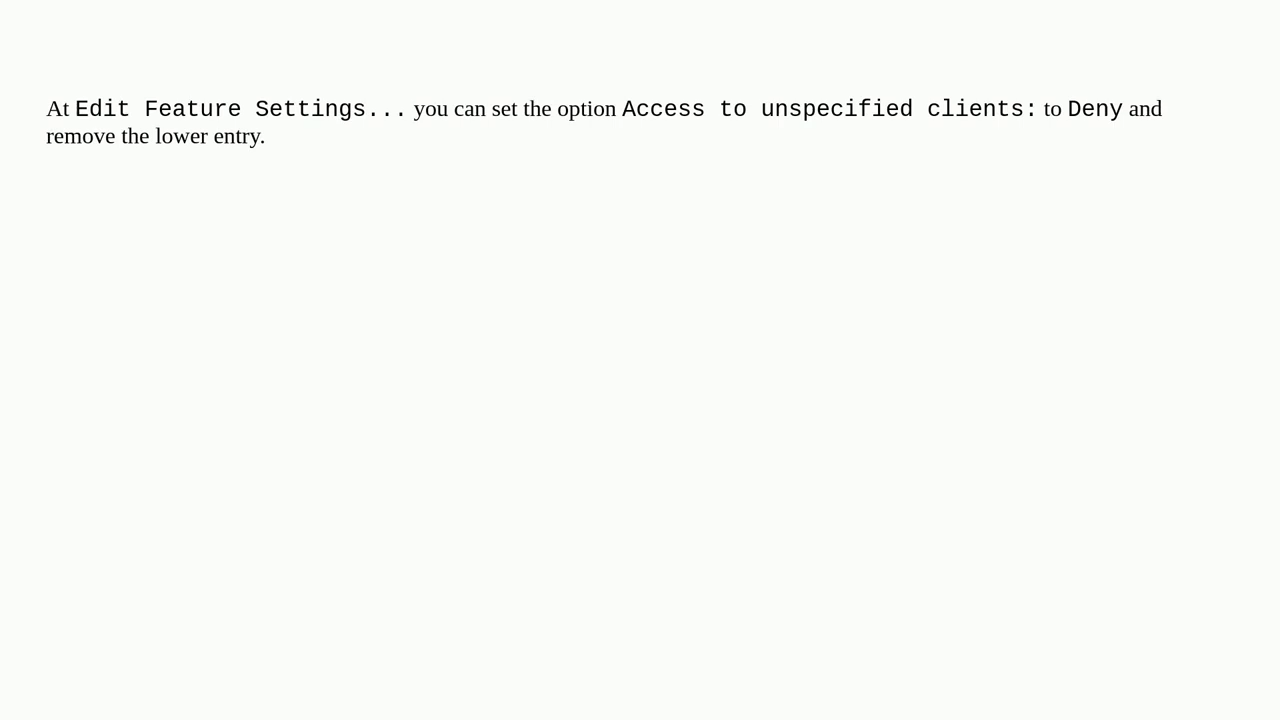 At Edit Feature Settings... you can set the option Access to unspecified clients: to Deny and
remove the lower entry.